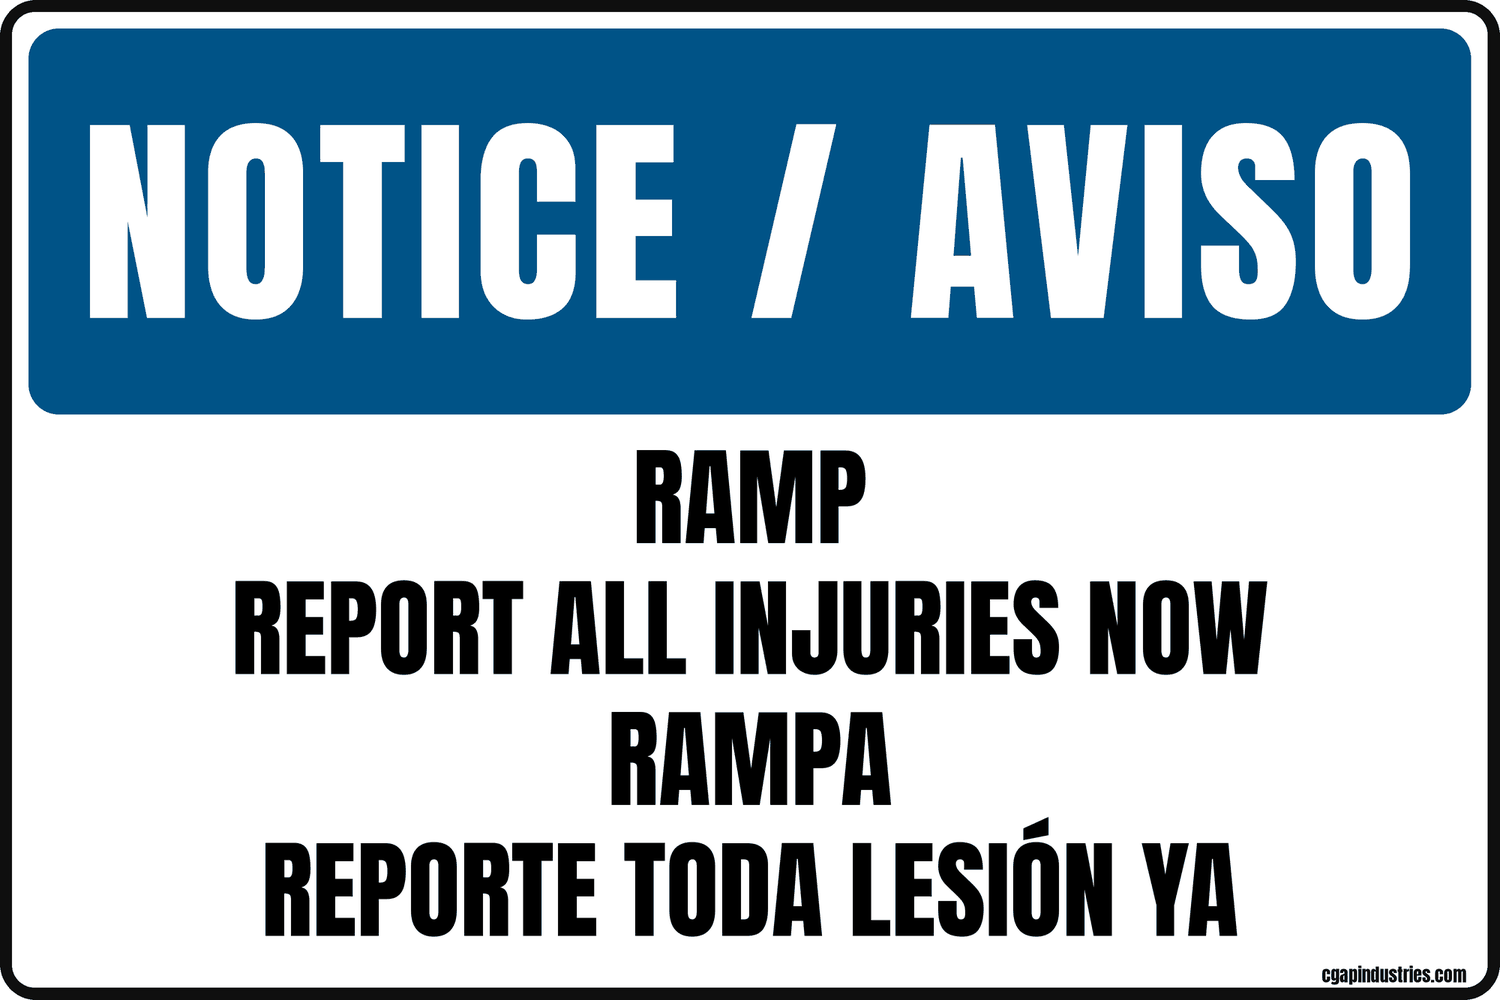 NOTICE / AVISO
RAMP
REPORT ALL INJURIES NOW
RAMPA
REPORTE TODA LESIÓN YA
cgapindustries.com